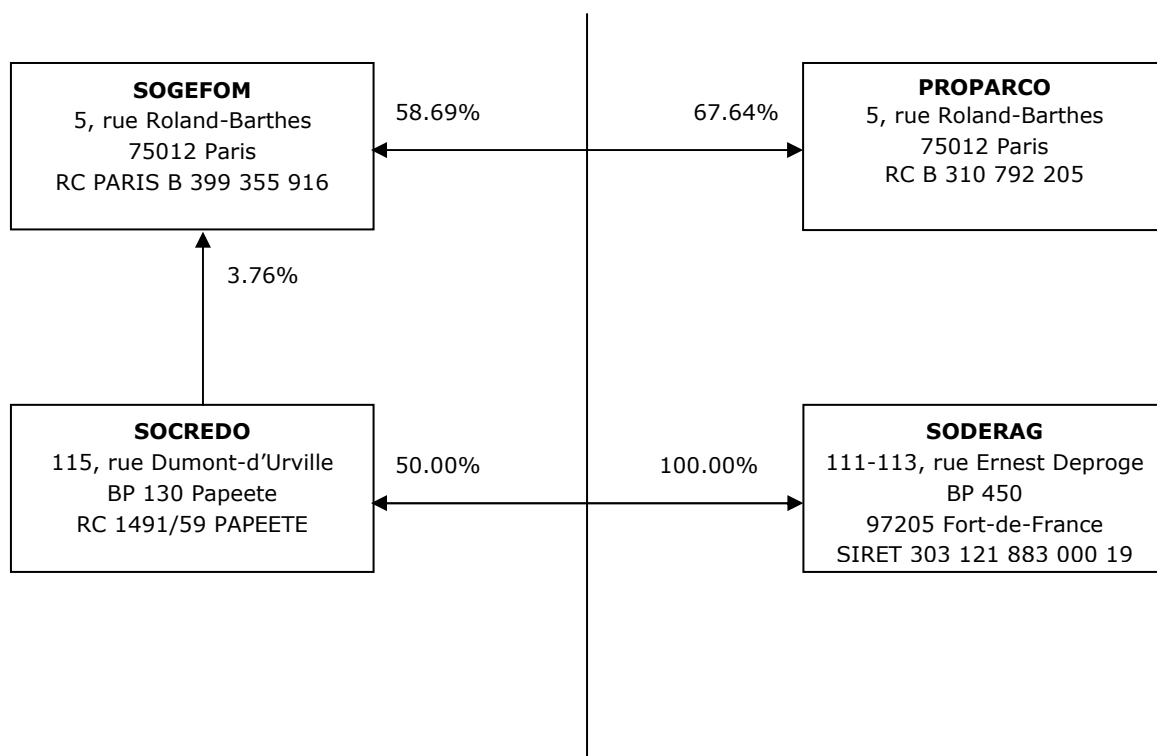 SOGEFOM
5, rue Roland-Barthes
75012 Paris
RC PARIS B 399 355 916
58.69%
67.64%
PROPARCO
5, rue Roland-Barthes
75012 Paris
RC B 310 792 205
3.76%
SOCREDO
115, rue Dumont-d’Urville
BP 130 Papeete
RC 1491/59 PAPEETE
50.00%
100.00%
SODERAG
111-113, rue Ernest Deproge
BP 450
97205 Fort-de-France
SIRET 303 121 883 000 19